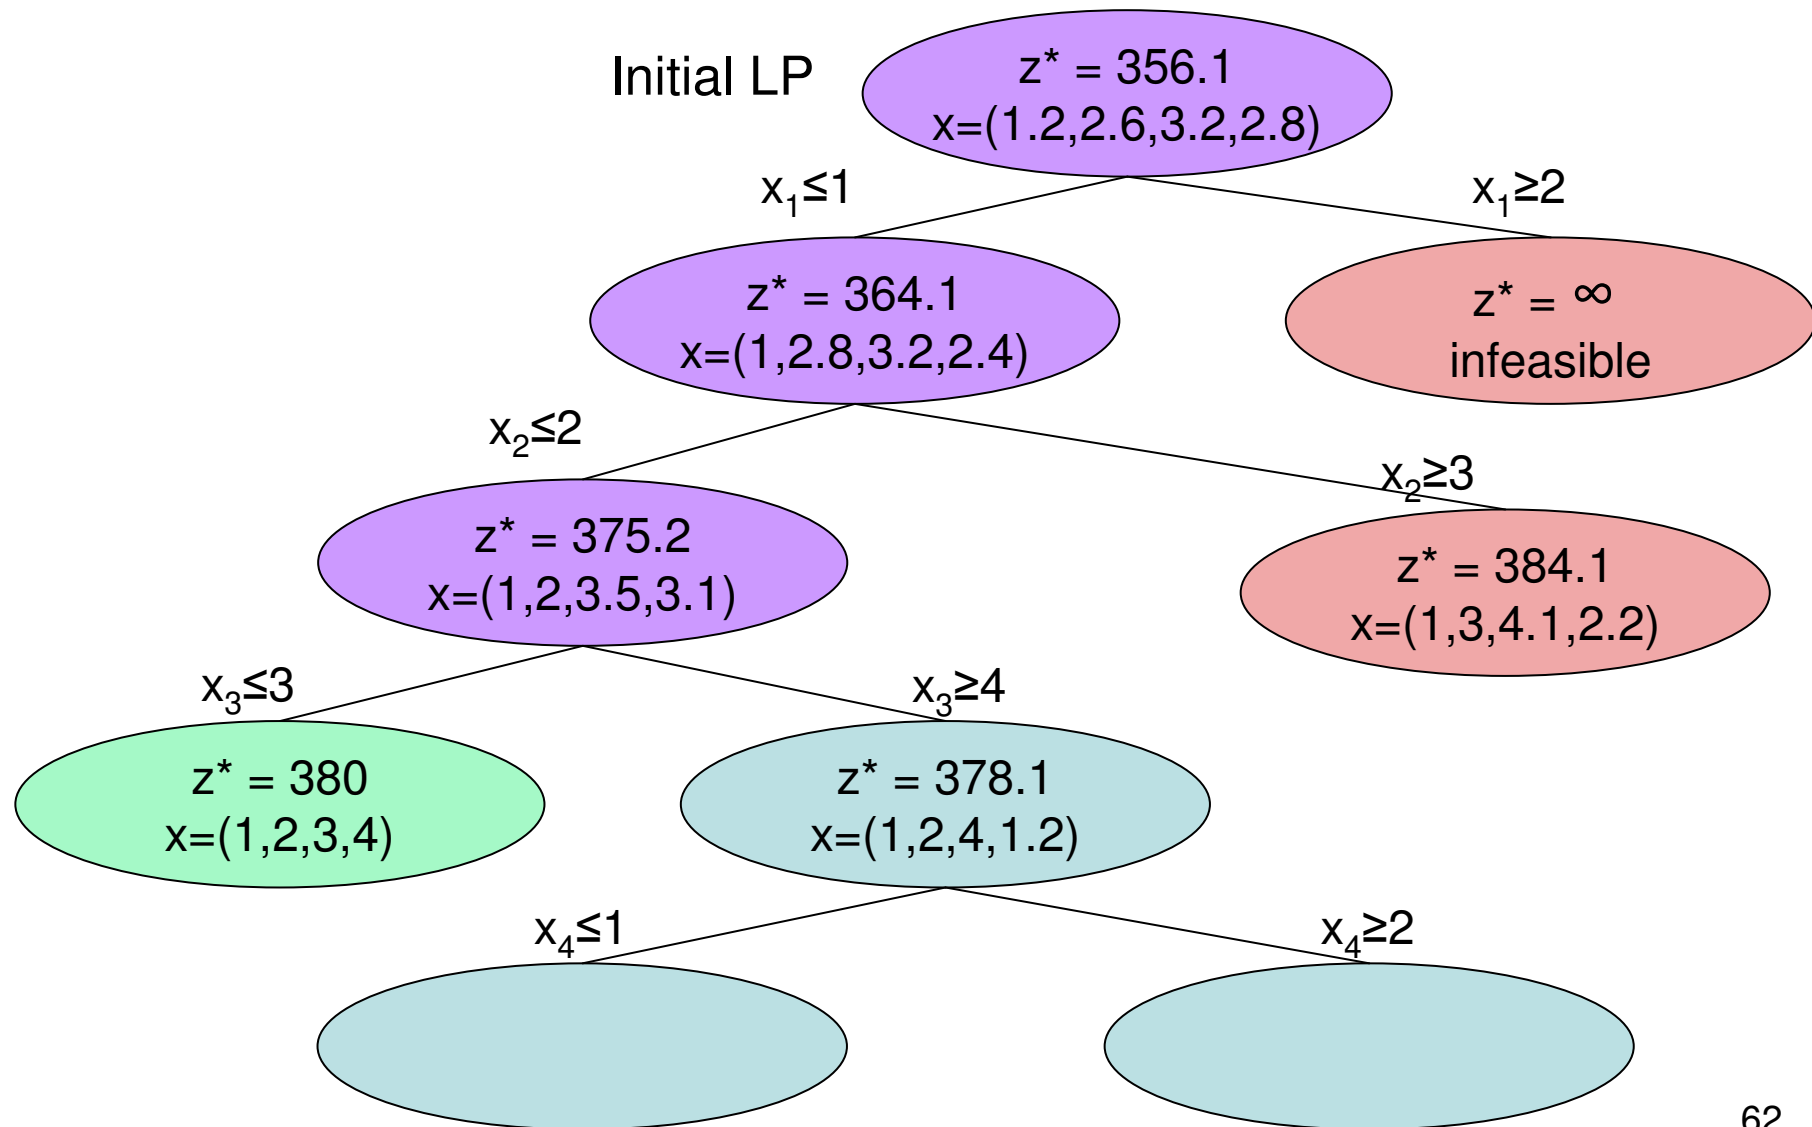 Initial LP
z* = 356.1
x=(1.2,2.6,3.2,2.8)
x₁≤1
x₁≥2
z* = 364.1
x=(1,2.8,3.2,2.4)
z* = ∞
infeasible
x₂≤2
x₂≥3
z* = 375.2
x=(1,2,3.5,3.1)
z* = 384.1
x=(1,3,4.1,2.2)
x₃≤3
x₃≥4
z* = 380
x=(1,2,3,4)
z* = 378.1
x=(1,2,4,1.2)
x₄≤1
x₄≥2
62